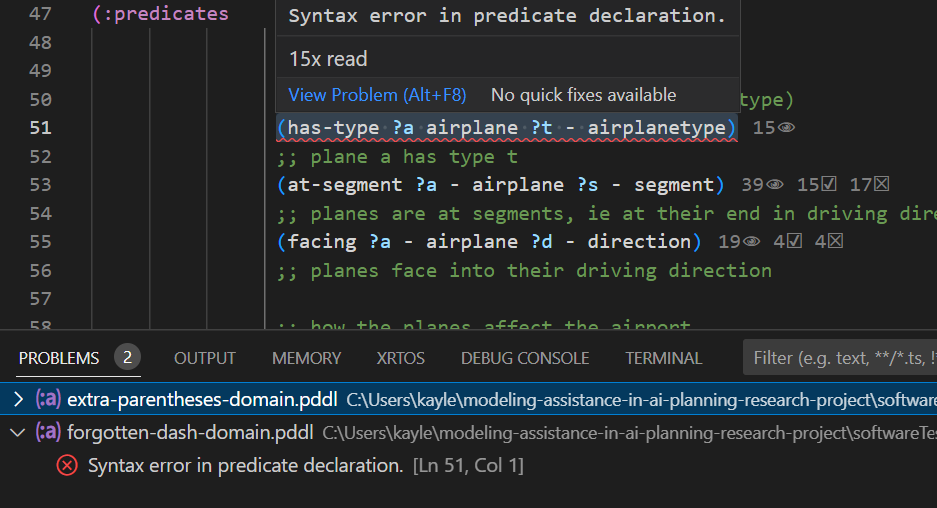 47 (:predicates
Syntax error in predicate declaration.
48
15x read
49
View Problem (Alt+F8) No quick fixes available
50 type)
51 (has-type ?a airplane ?t - airplanetype) 15
52 ;; plane a has type t
53 (at-segment ?a - airplane ?s - segment) 39 15 17
54 ;; planes are at segments, ie at their end in driving dire
55 (facing ?a - airplane ?d - direction) 19 4 4
56 ;; planes face into their driving direction
57
58 ;; how the planes affect the airport
PROBLEMS 2 OUTPUT MEMORY XRTOS DEBUG CONSOLE TERMINAL Filter (e.g. text, **/*.ts, !*
(:a) extra-parentheses-domain.pddl C:\Users\kayle\modeling-assistance-in-ai-planning-research-project\software
(:a) forgotten-dash-domain.pddl C:\Users\kayle\modeling-assistance-in-ai-planning-research-project\softwareTes
Syntax error in predicate declaration. [Ln 51, Col 1]